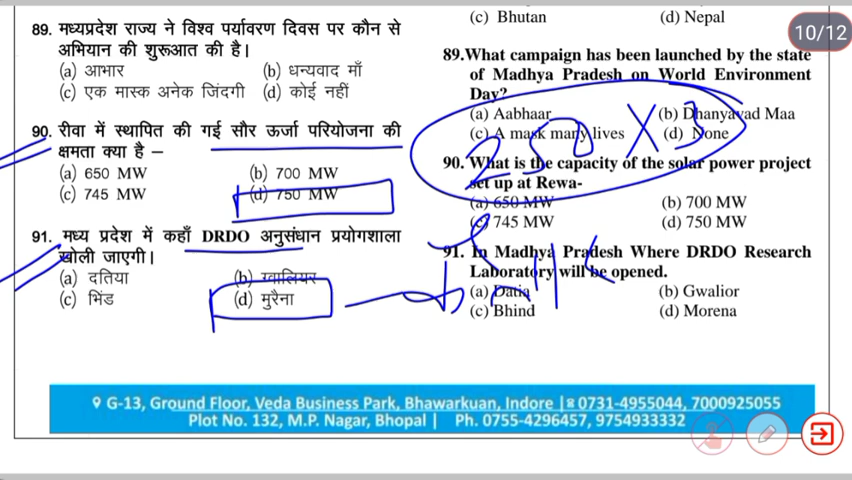 89. मध्यप्रदेश राज्य ने विश्व पर्यावरण दिवस पर कौन से
अभियान की शुरूआत की है।
(a) आभार (b) धन्यवाद माँ
(c) एक मास्क अनेक जिंदगी (d) कोई नहीं
90. रीवा में स्थापित की गई सौर ऊर्जा परियोजना की
क्षमता क्या है –
(a) 650 MW (b) 700 MW
(c) 745 MW (d) 750 MW
91. मध्य प्रदेश में कहाँ DRDO अनुसंधान प्रयोगशाला
खोली जाएगी।
(a) दतिया (b) ग्वालियर
(c) भिंड (d) मुरैना
(c) Bhutan (d) Nepal
10/12
89.What campaign has been launched by the state
of Madhya Pradesh on World Environment
Day?
(a) Aabhaar (b) Dhanyavad Maa
(c) A mask many lives (d) None
250 X 3
90. What is the capacity of the solar power project
set up at Rewa-
(a) 650 MW (b) 700 MW
(c) 745 MW (d) 750 MW
91. In Madhya Pradesh Where DRDO Research
Laboratory will be opened.
(a) Datia (b) Gwalior
(c) Bhind (d) Morena
G-13, Ground Floor, Veda Business Park, Bhawarkuan, Indore | 0731-4955044, 7000925055
Plot No. 132, M.P. Nagar, Bhopal | Ph. 0755-4296457, 9754933332